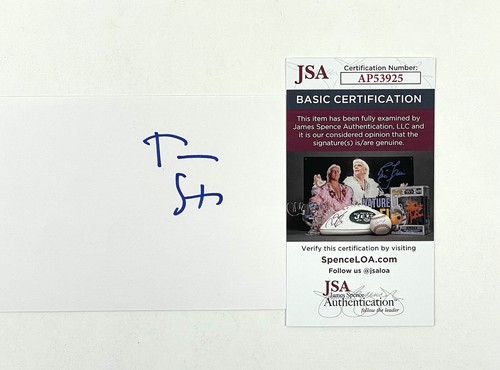 JSA
Certification Number:
AP53925
BASIC CERTIFICATION
This item has been fully examined by
James Spence Authentication, LLC and
it is our considered opinion that the
signature(s) is/are genuine.
NATURE
JETS
Verify this certification by visiting
SpenceLOA.com
Follow us @jsaloa
JSA
James Spence
Authentication
follow the leader